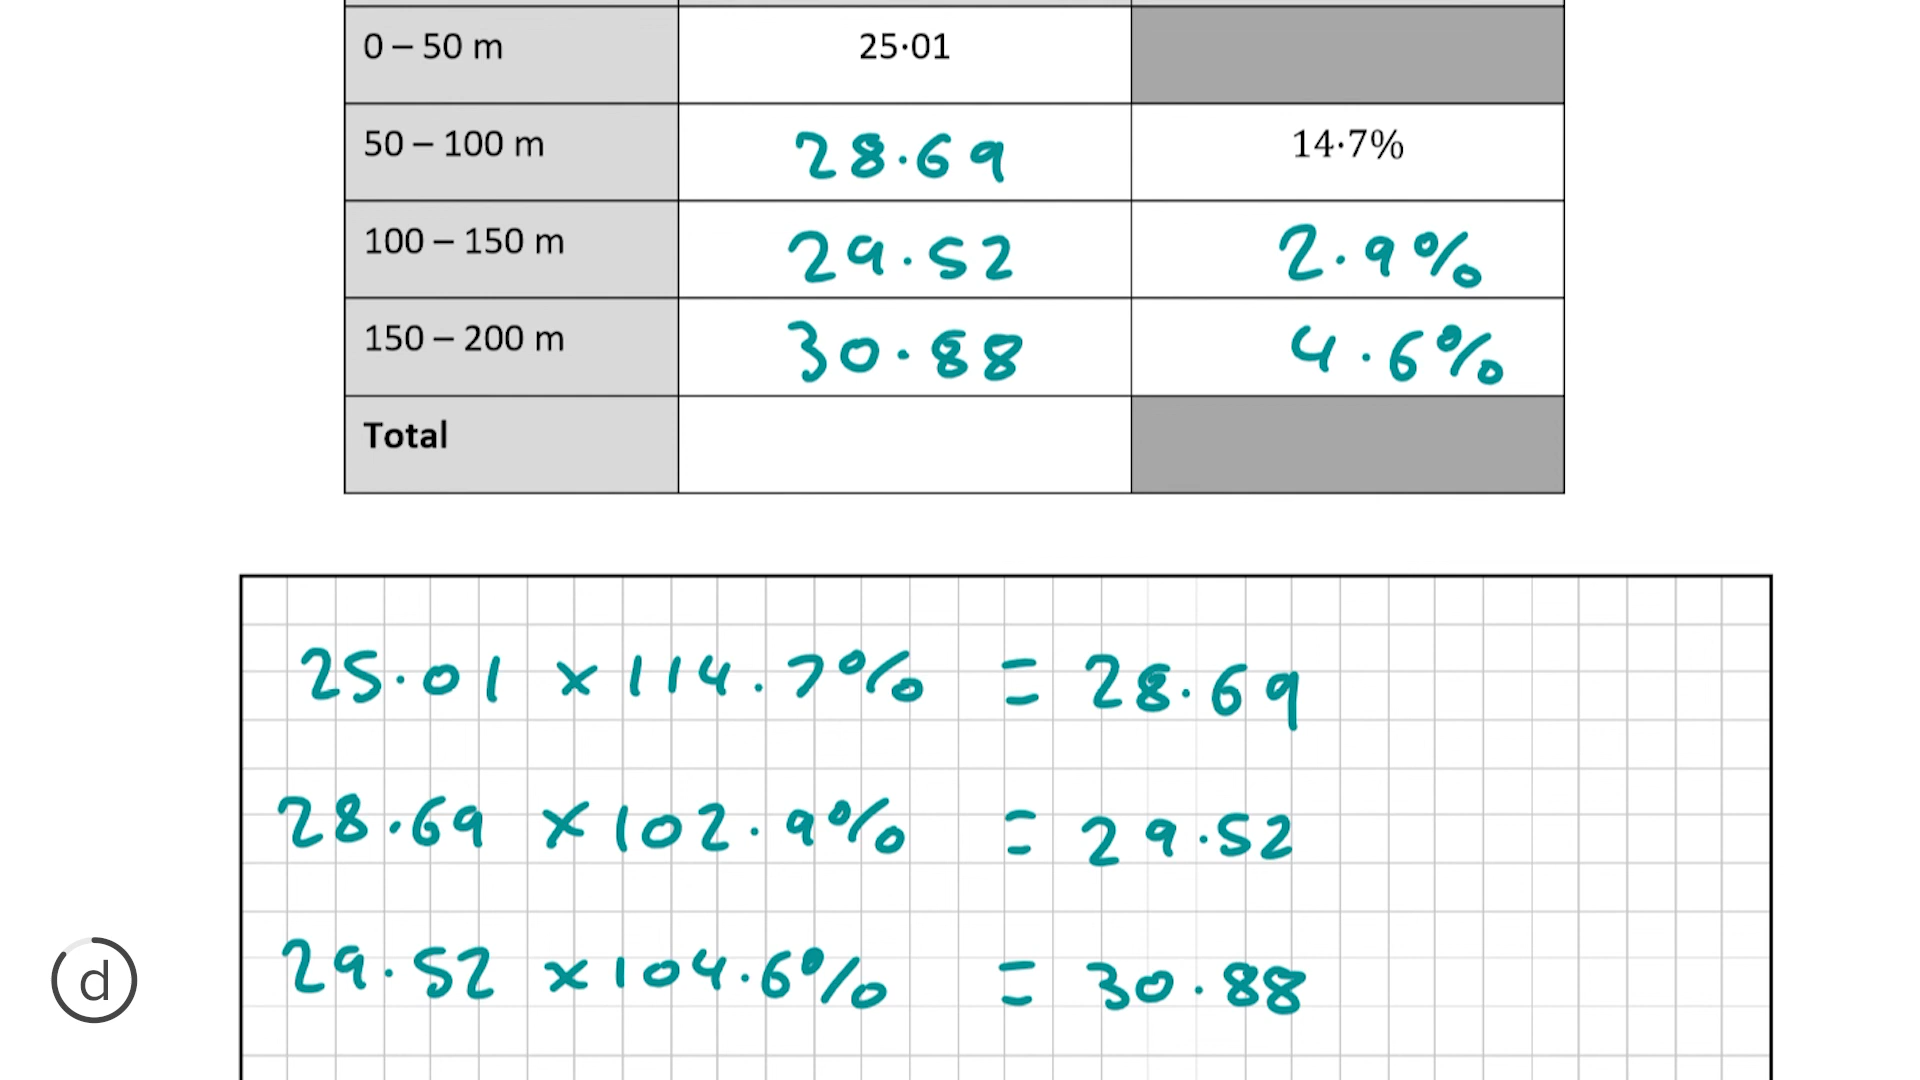 0 – 50 m 25·01
50 – 100 m 28.69 14·7%
100 – 150 m 29.52 2.9%
150 – 200 m 30.88 4.6%
Total
25.01 × 114.7% = 28.69
28.69 × 102.9% = 29.52
29.52 × 104.6% = 30.88
d